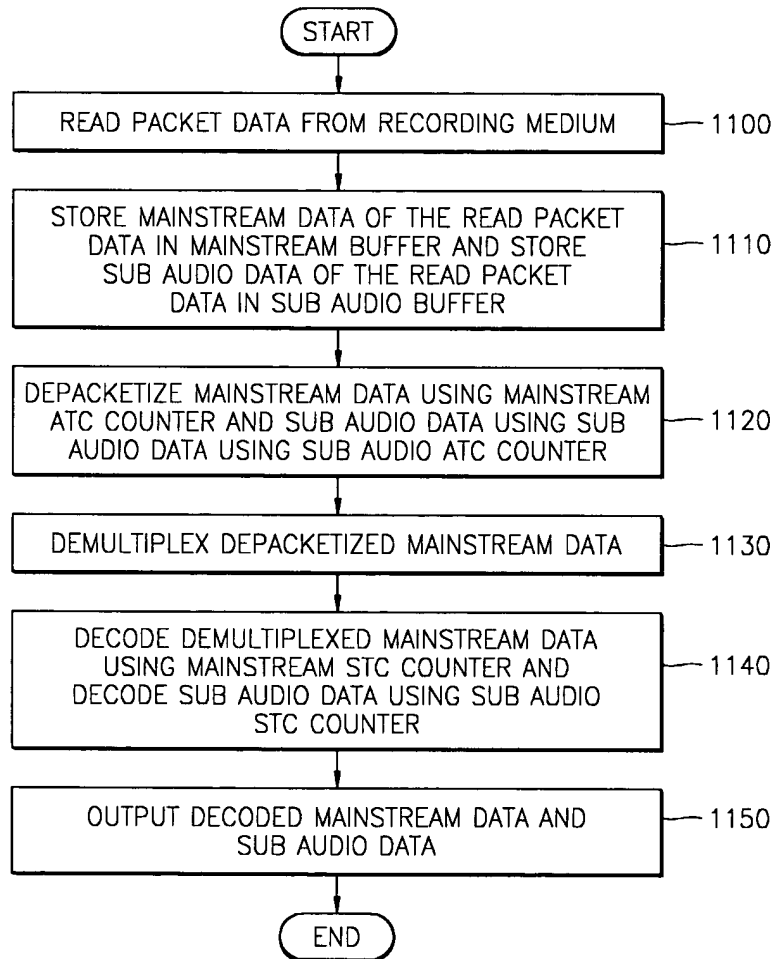 START
READ PACKET DATA FROM RECORDING MEDIUM
1100
STORE MAINSTREAM DATA OF THE READ PACKET
DATA IN MAINSTREAM BUFFER AND STORE
SUB AUDIO DATA OF THE READ PACKET
DATA IN SUB AUDIO BUFFER
1110
DEPACKETIZE MAINSTREAM DATA USING MAINSTREAM
ATC COUNTER AND SUB AUDIO DATA USING SUB
AUDIO DATA USING SUB AUDIO ATC COUNTER
1120
DEMULTIPLEX DEPACKETIZED MAINSTREAM DATA
1130
DECODE DEMULTIPLEXED MAINSTREAM DATA
USING MAINSTREAM STC COUNTER AND
DECODE SUB AUDIO DATA USING SUB AUDIO
STC COUNTER
1140
OUTPUT DECODED MAINSTREAM DATA AND
SUB AUDIO DATA
1150
END